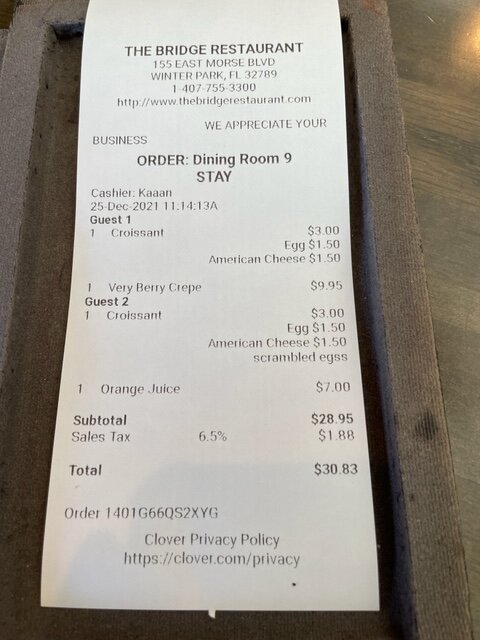 THE BRIDGE RESTAURANT
155 EAST MORSE BLVD
WINTER PARK, FL 32789
1-407-755-3300
http://www.thebridgerestaurant.com
WE APPRECIATE YOUR
BUSINESS
ORDER: Dining Room 9
STAY
Cashier: Kaaan
25-Dec-2021 11:14:13A
Guest 1
1 Croissant $3.00
Egg $1.50
American Cheese $1.50
1 Very Berry Crepe $9.95
Guest 2
1 Croissant $3.00
Egg $1.50
American Cheese $1.50
scrambled egss
1 Orange Juice $7.00
Subtotal $28.95
Sales Tax 6.5% $1.88
Total $30.83
Order 1401G66QS2XYG
Clover Privacy Policy
https://clover.com/privacy